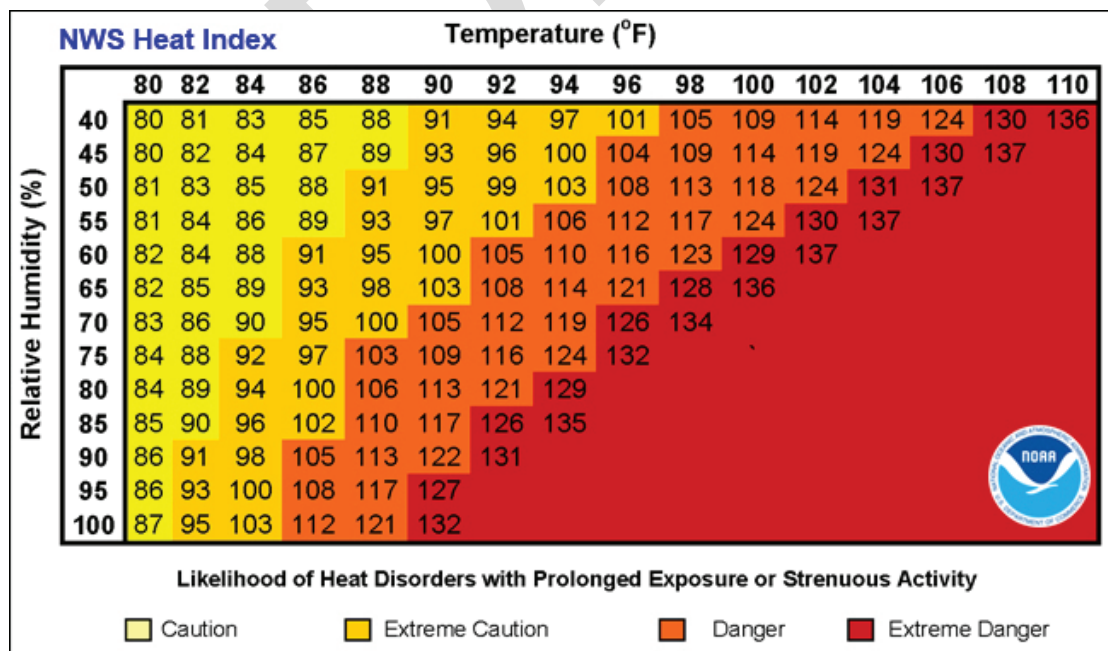 NWS Heat Index Temperature (°F)
80 82 84 86 88 90 92 94 96 98 100 102 104 106 108 110
Relative Humidity (%)
40 80 81 83 85 88 91 94 97 101 105 109 114 119 124 130 136
45 80 82 84 87 89 93 96 100 104 109 114 119 124 130 137
50 81 83 85 88 91 95 99 103 108 113 118 124 131 137
55 81 84 86 89 93 97 101 106 112 117 124 130 137
60 82 84 88 91 95 100 105 110 116 123 129 137
65 82 85 89 93 98 103 108 114 121 128 136
70 83 86 90 95 100 105 112 119 126 134
75 84 88 92 97 103 109 116 124 132
80 84 89 94 100 106 113 121 129
85 85 90 96 102 110 117 126 135
90 86 91 98 105 113 122 131
95 86 93 100 108 117 127
100 87 95 103 112 121 132
NOAA
NATIONAL OCEANIC AND ATMOSPHERIC ADMINISTRATION
U.S. DEPARTMENT OF COMMERCE
Likelihood of Heat Disorders with Prolonged Exposure or Strenuous Activity
Caution Extreme Caution Danger Extreme Danger